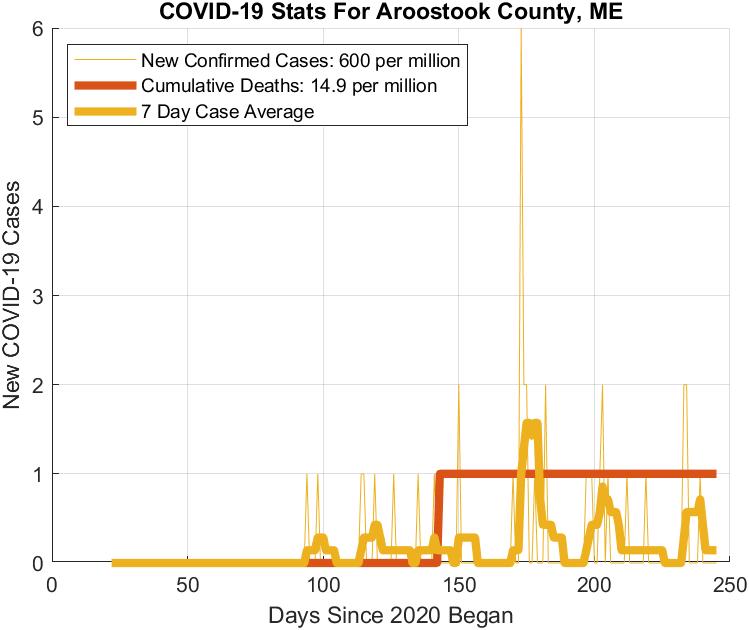 COVID-19 Stats For Aroostook County, ME
New Confirmed Cases: 600 per million
Cumulative Deaths: 14.9 per million
7 Day Case Average
New COVID-19 Cases
6
5
4
3
2
1
0
0 50 100 150 200 250
Days Since 2020 Began